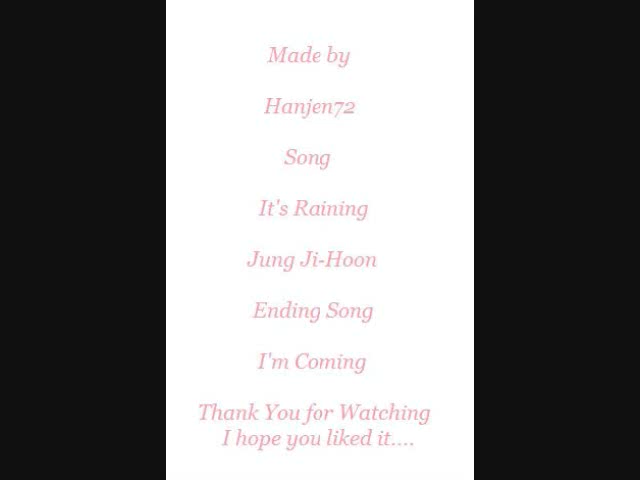 Made by
Hanjen72
Song
It's Raining
Jung Ji-Hoon
Ending Song
I'm Coming
Thank You for Watching
I hope you liked it....